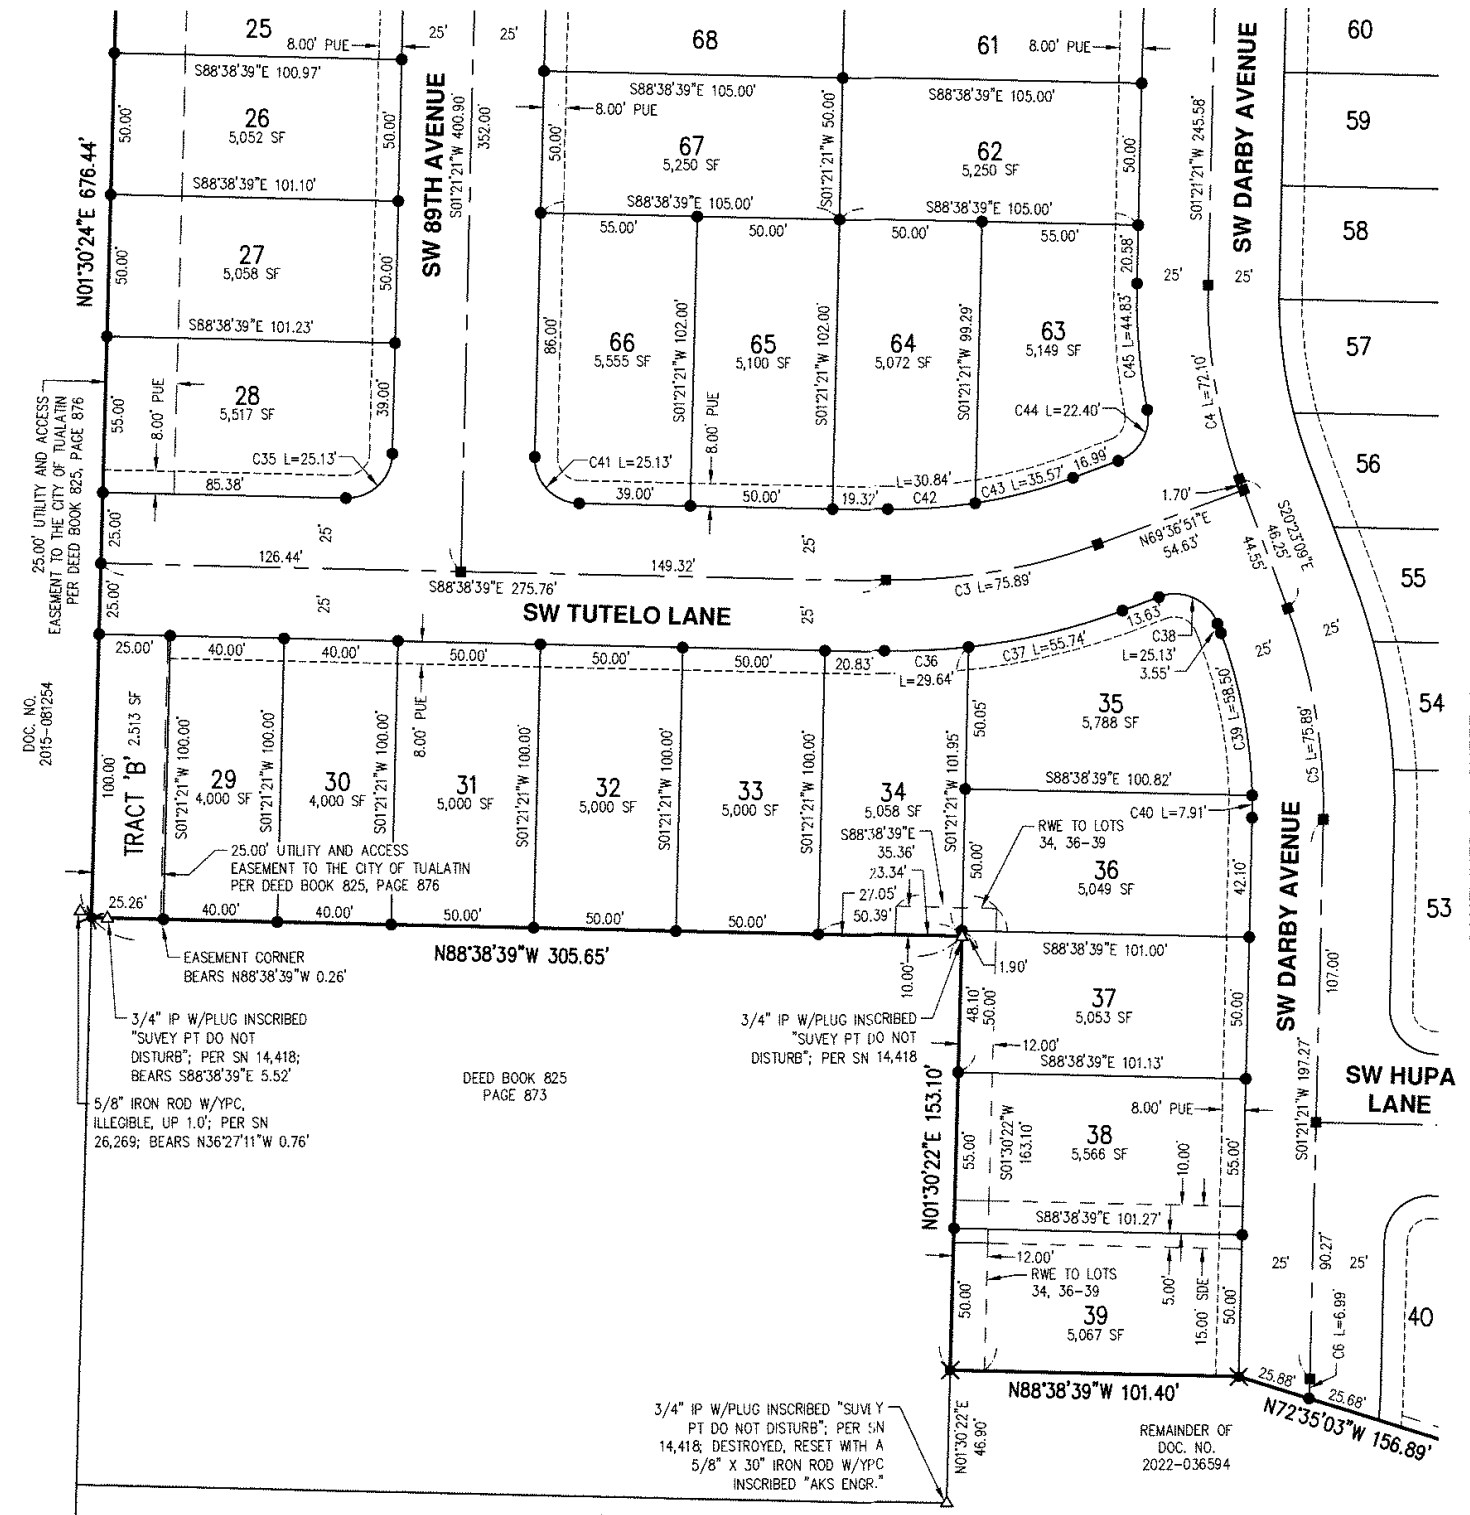 25
8.00' PUE
25'
25'
68
61
8.00' PUE
60
S88°38'39"E 100.97'
S88°38'39"E 105.00'
S88°38'39"E 105.00'
8.00' PUE
N01°30'24"E 676.44'
50.00'
26
5,052 SF
50.00'
SW 89TH AVENUE
S01°21'21"W 400.90'
352.00'
50.00'
67
5,250 SF
S01°21'21"W 50.00'
62
5,250 SF
50.00'
S01°21'21"W 245.58'
SW DARBY AVENUE
59
S88°38'39"E 101.10'
S88°38'39"E 105.00'
S88°38'39"E 105.00'
55.00'
50.00'
50.00'
55.00'
58
50.00'
27
5,058 SF
50.00'
20.58'
25'
25'
S88°38'39"E 101.23'
86.00'
66
5,555 SF
S01°21'21"W 102.00'
65
5,100 SF
S01°21'21"W 102.00'
64
5,072 SF
S01°21'21"W 99.29'
63
5,149 SF
C45 L=44.83'
C4 L=72.10'
57
25.00' UTILITY AND ACCESS
EASEMENT TO THE CITY OF TUALATIN
PER DEED BOOK 825, PAGE 876
55.00'
8.00' PUE
28
5,517 SF
39.00'
C44 L=22.40'
C35 L=25.13'
C41 L=25.13'
8.00' PUE
56
85.38'
39.00'
50.00'
19.32'
L=30.84'
C42
C43 L=35.57'
16.99'
1.70'
S20°23'09"E
46.25'
44.55'
25.00'
25'
25'
N69°36'51"E
54.63'
126.44'
149.32'
S88°38'39"E 275.76'
C3 L=75.89'
55
25.00'
25'
25'
SW TUTELO LANE
25.00'
40.00'
40.00'
50.00'
50.00'
50.00'
20.83'
C36
L=29.64'
C37 L=55.74'
13.63'
C38
L=25.13'
3.55'
25'
25'
DOC. NO.
2015-081254
100.00'
TRACT 'B' 2.513 SF
S01°21'21"W 100.00'
29
4,000 SF
S01°21'21"W 100.00'
30
4,000 SF
S01°21'21"W 100.00'
8.00' PUE
31
5,000 SF
S01°21'21"W 100.00'
32
5,000 SF
S01°21'21"W 100.00'
33
5,000 SF
S01°21'21"W 100.00'
34
5,058 SF
S01°21'21"W 101.95'
50.05'
35
5,788 SF
C39 L=58.50'
C5 L=75.89'
54
S88°38'39"E 100.82'
C40 L=7.91'
S88°38'39"E
35.36'
23.34'
27.05'
50.39'
50.00'
RWE TO LOTS
34, 36-39
36
5,049 SF
42.10'
53
25.00' UTILITY AND ACCESS
EASEMENT TO THE CITY OF TUALATIN
PER DEED BOOK 825, PAGE 876
25.26'
40.00'
40.00'
50.00'
50.00'
50.00'
N88°38'39"W 305.65'
S88°38'39"E 101.00'
EASEMENT CORNER
BEARS N88°38'39"W 0.26'
10.00'
1.90'
SW DARBY AVENUE
107.00'
3/4" IP W/PLUG INSCRIBED
"SUVEY PT DO NOT
DISTURB"; PER SN 14,418;
BEARS S88°38'39"E 5.52'
3/4" IP W/PLUG INSCRIBED
"SUVEY PT DO NOT
DISTURB"; PER SN 14,418
48.10'
50.00'
37
5,053 SF
50.00'
12.00'
S88°38'39"E 101.13'
DEED BOOK 825
PAGE 873
5/8" IRON ROD W/YPC,
ILLEGIBLE, UP 1.0'; PER SN
26,269; BEARS N36°27'11"W 0.76'
SW HUPA
LANE
N01°30'22"E 153.10'
55.00'
S01°30'22"W
163.10'
8.00' PUE
38
5,566 SF
10.00'
55.00'
S01°21'21"W 197.27'
S88°38'39"E 101.27'
12.00'
RWE TO LOTS
34, 36-39
50.00'
39
5,067 SF
5.00'
15.00' SDE
50.00'
25'
90.27'
25'
C6 L=6.99'
40
N88°38'39"W 101.40'
25.88'
25.68'
N72°35'03"W 156.89'
3/4" IP W/PLUG INSCRIBED "SUVEY
PT DO NOT DISTURB"; PER SN
14,418; DESTROYED, RESET WITH A
5/8" X 30" IRON ROD W/YPC
INSCRIBED "AKS ENGR."
N01°30'22"E
46.90'
REMAINDER OF
DOC. NO.
2022-036594